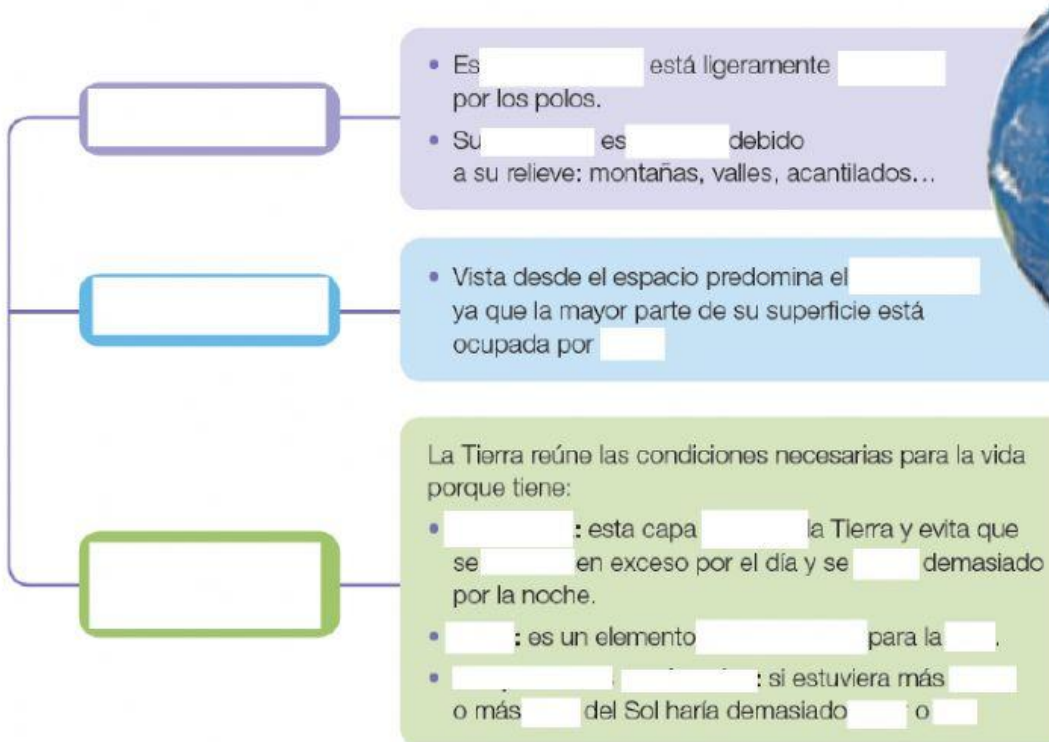 • Es está ligeramente
por los polos.
• Su es debido
a su relieve: montañas, valles, acantilados...
• Vista desde el espacio predomina el
ya que la mayor parte de su superficie está
ocupada por
La Tierra reúne las condiciones necesarias para la vida
porque tiene:
• : esta capa la Tierra y evita que
se en exceso por el día y se demasiado
por la noche.
• : es un elemento para la .
• : si estuviera más
o más del Sol haría demasiado o